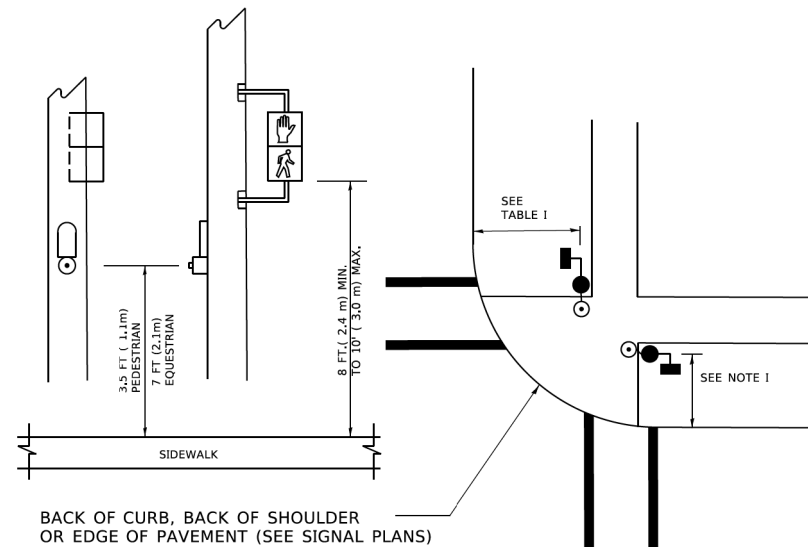 SEE
TABLE I
3.5 FT ( 1.1m)
PEDESTRIAN
7 FT (2.1m)
EQUESTRIAN
8 FT.( 2.4 m) MIN.
TO 10' ( 3.0 m) MAX.
SEE NOTE I
SIDEWALK
BACK OF CURB, BACK OF SHOULDER
OR EDGE OF PAVEMENT (SEE SIGNAL PLANS)